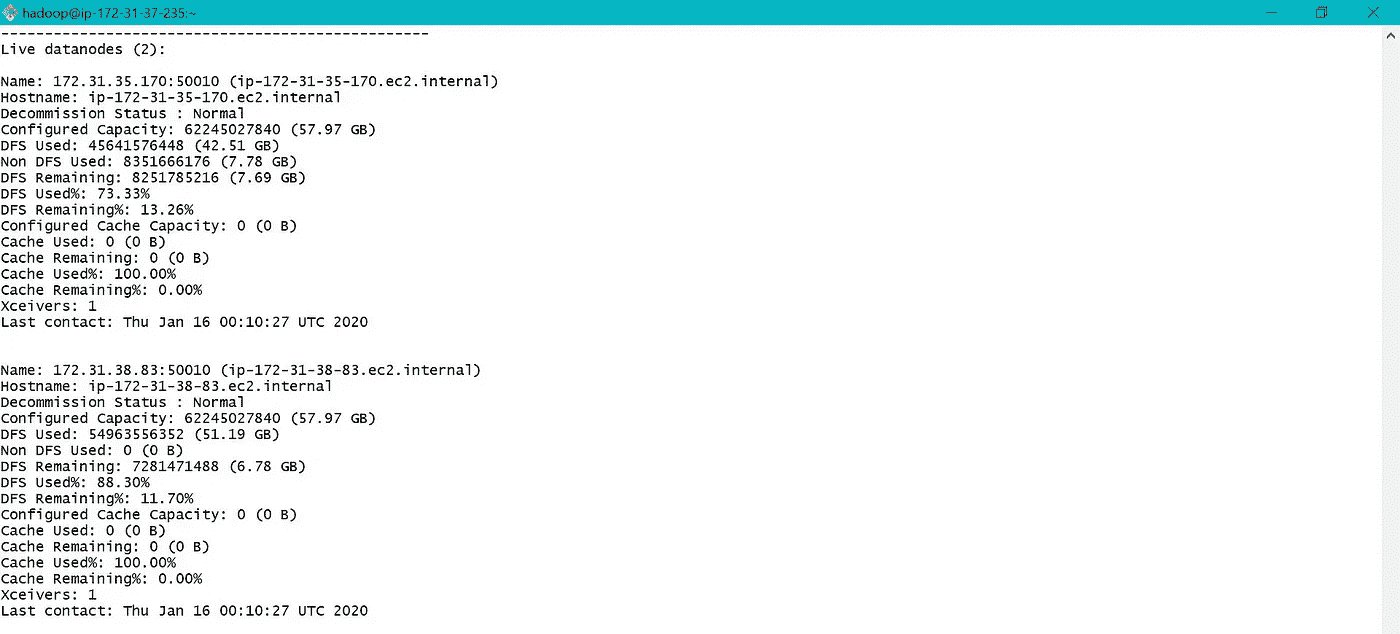 hadoop@ip-172-31-37-235:~
-------------------------------------------------
Live datanodes (2):
Name: 172.31.35.170:50010 (ip-172-31-35-170.ec2.internal)
Hostname: ip-172-31-35-170.ec2.internal
Decommission Status : Normal
Configured Capacity: 62245027840 (57.97 GB)
DFS Used: 45641576448 (42.51 GB)
Non DFS Used: 8351666176 (7.78 GB)
DFS Remaining: 8251785216 (7.69 GB)
DFS Used%: 73.33%
DFS Remaining%: 13.26%
Configured Cache Capacity: 0 (0 B)
Cache Used: 0 (0 B)
Cache Remaining: 0 (0 B)
Cache Used%: 100.00%
Cache Remaining%: 0.00%
Xceivers: 1
Last contact: Thu Jan 16 00:10:27 UTC 2020
Name: 172.31.38.83:50010 (ip-172-31-38-83.ec2.internal)
Hostname: ip-172-31-38-83.ec2.internal
Decommission Status : Normal
Configured Capacity: 62245027840 (57.97 GB)
DFS Used: 54963556352 (51.19 GB)
Non DFS Used: 0 (0 B)
DFS Remaining: 7281471488 (6.78 GB)
DFS Used%: 88.30%
DFS Remaining%: 11.70%
Configured Cache Capacity: 0 (0 B)
Cache Used: 0 (0 B)
Cache Remaining: 0 (0 B)
Cache Used%: 100.00%
Cache Remaining%: 0.00%
Xceivers: 1
Last contact: Thu Jan 16 00:10:27 UTC 2020